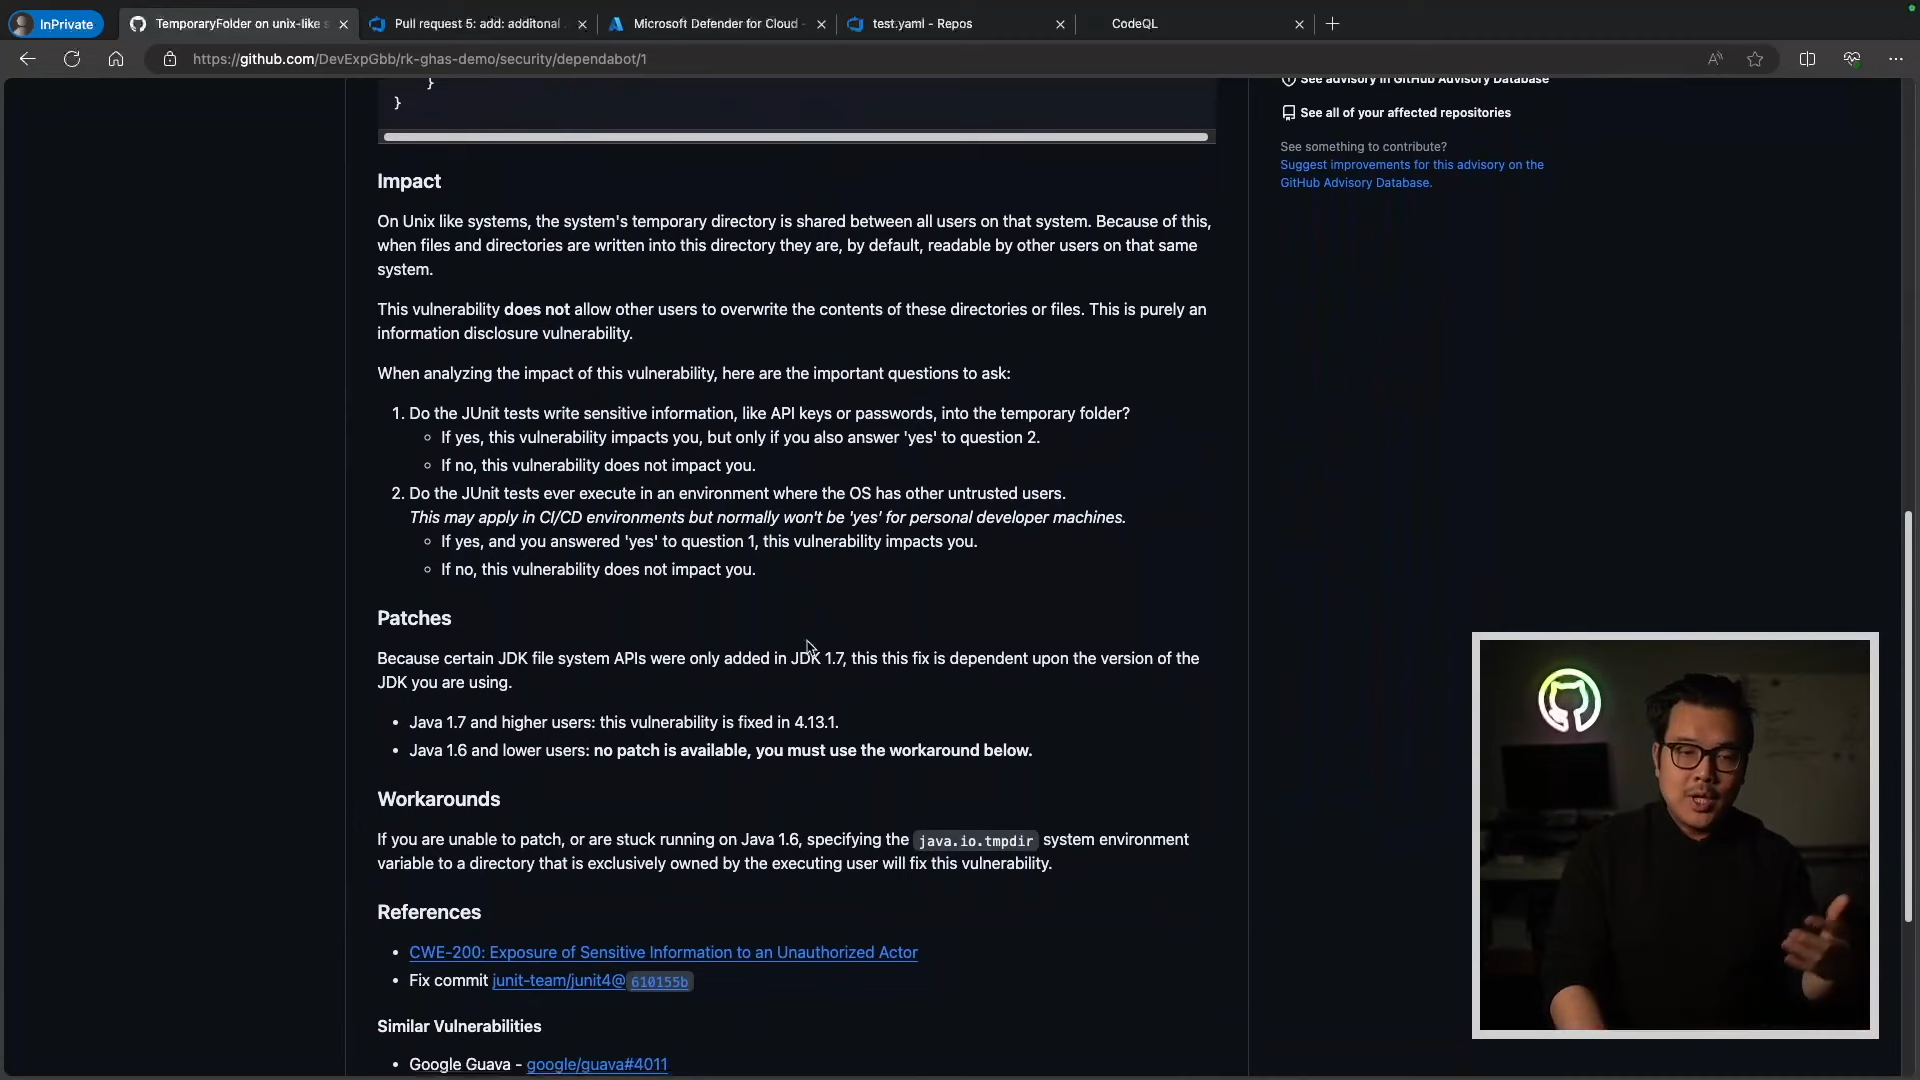 InPrivate
TemporaryFolder on unix-like s
Pull request 5: add: additonal
Microsoft Defender for Cloud -
test.yaml - Repos
CodeQL
https://github.com/DevExpGbb/rk-ghas-demo/security/dependabot/1
}
}
See advisory in GitHub Advisory Database
See all of your affected repositories
See something to contribute?
Suggest improvements for this advisory on the
GitHub Advisory Database.
Impact
On Unix like systems, the system's temporary directory is shared between all users on that system. Because of this,
when files and directories are written into this directory they are, by default, readable by other users on that same
system.
This vulnerability does not allow other users to overwrite the contents of these directories or files. This is purely an
information disclosure vulnerability.
When analyzing the impact of this vulnerability, here are the important questions to ask:
1. Do the JUnit tests write sensitive information, like API keys or passwords, into the temporary folder?
If yes, this vulnerability impacts you, but only if you also answer 'yes' to question 2.
If no, this vulnerability does not impact you.
2. Do the JUnit tests ever execute in an environment where the OS has other untrusted users.
This may apply in CI/CD environments but normally won't be 'yes' for personal developer machines.
If yes, and you answered 'yes' to question 1, this vulnerability impacts you.
If no, this vulnerability does not impact you.
Patches
Because certain JDK file system APIs were only added in JDK 1.7, this this fix is dependent upon the version of the
JDK you are using.
• Java 1.7 and higher users: this vulnerability is fixed in 4.13.1.
• Java 1.6 and lower users: no patch is available, you must use the workaround below.
Workarounds
If you are unable to patch, or are stuck running on Java 1.6, specifying the java.io.tmpdir system environment
variable to a directory that is exclusively owned by the executing user will fix this vulnerability.
References
• CWE-200: Exposure of Sensitive Information to an Unauthorized Actor
• Fix commit junit-team/junit4@610155b
Similar Vulnerabilities
• Google Guava - google/guava#4011